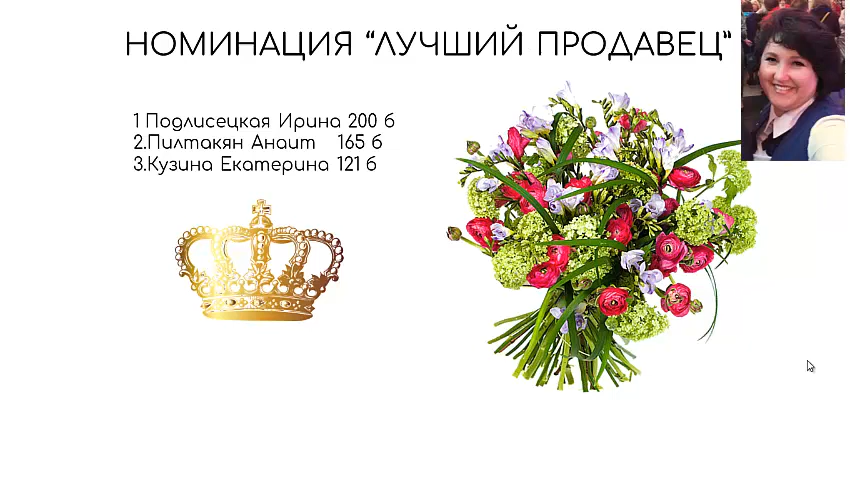 НОМИНАЦИЯ “ЛУЧШИЙ ПРОДАВЕЦ”
1 Подлисецкая Ирина 200 б
2.Пилтакян Анаит 165 б
3.Кузина Екатерина 121 б